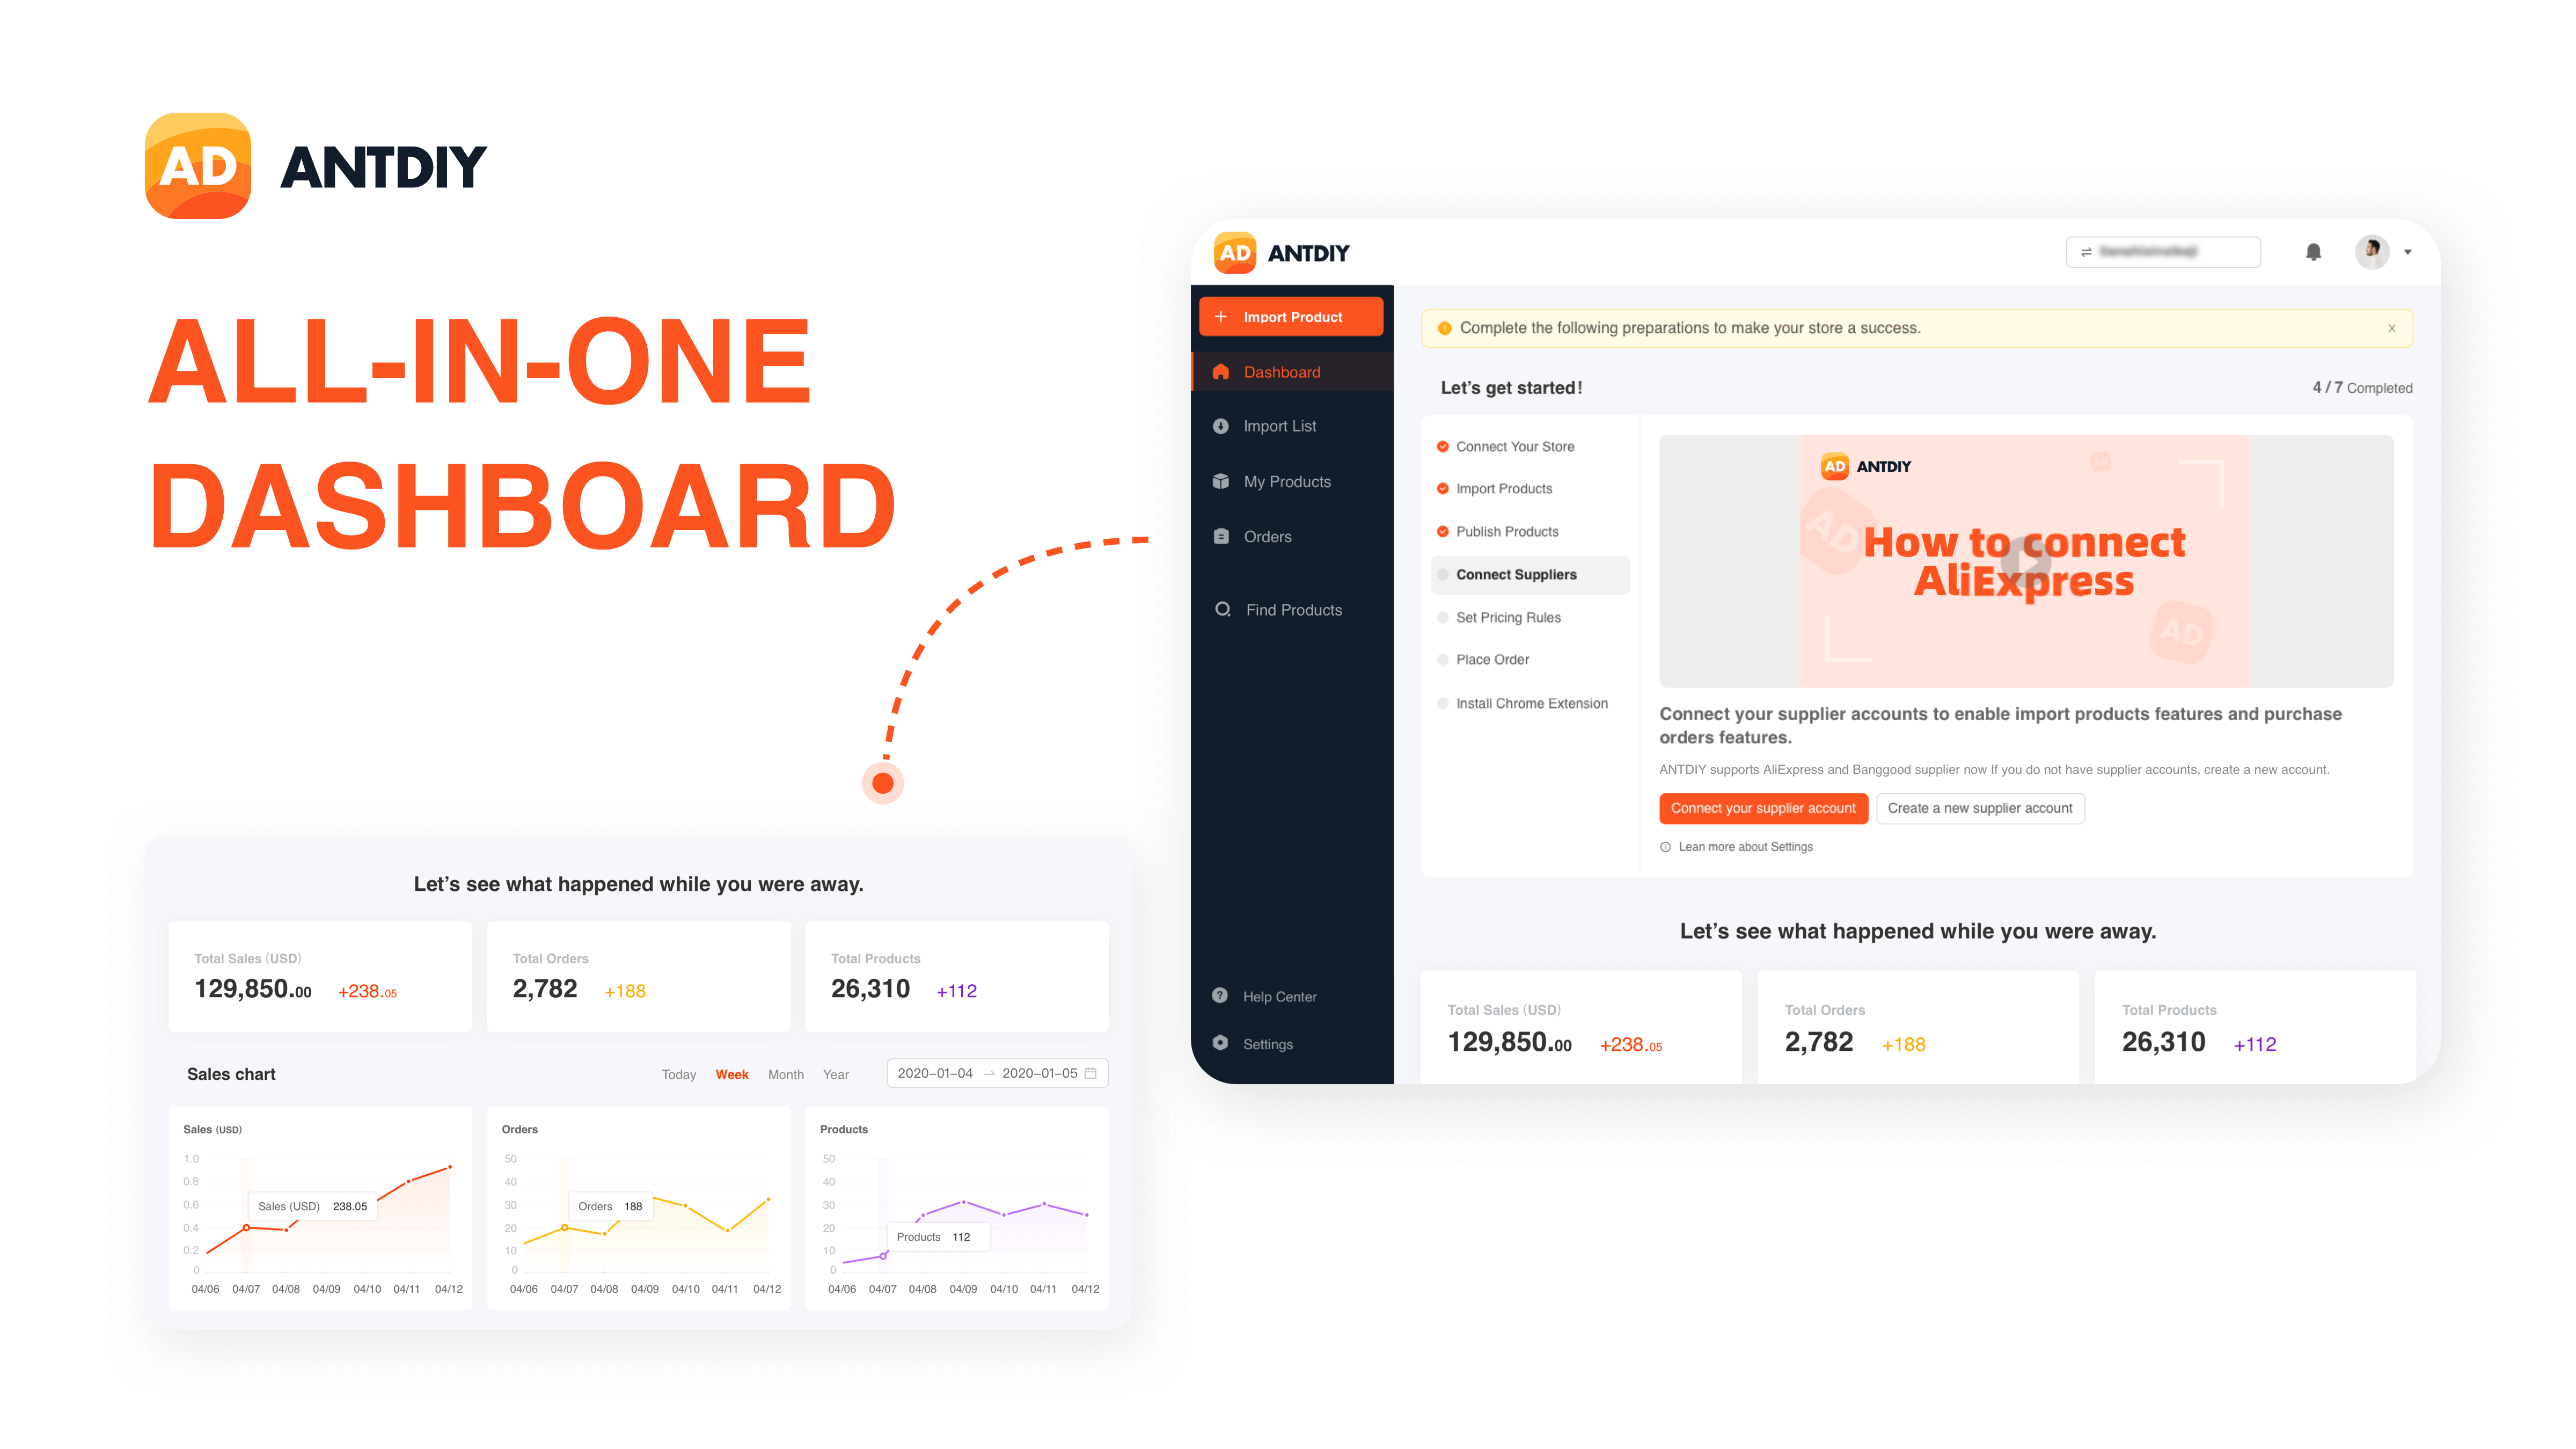 AD ANTDIY
ALL-IN-ONE
DASHBOARD
Let's see what happened while you were away.
Total Sales (USD)
129,850.00 +238.05
Total Orders
2,782 +188
Total Products
26,310 +112
Sales chart
Today Week Month Year
2020-01-04 → 2020-01-05
Sales (USD)
1.0
0.8
0.6
0.4
0.2
0
Sales (USD) 238.05
04/06 04/07 04/08 04/09 04/10 04/11 04/12
Orders
50
40
30
20
10
0
Orders 188
04/06 04/07 04/08 04/09 04/10 04/11 04/12
Products
50
40
30
20
10
0
Products 112
04/06 04/07 04/08 04/09 04/10 04/11 04/12
AD ANTDIY
+ Import Product
Dashboard
Import List
My Products
Orders
Find Products
Help Center
Settings
Complete the following preparations to make your store a success.
Let's get started!
4 / 7 Completed
Connect Your Store
Import Products
Publish Products
Connect Suppliers
Set Pricing Rules
Place Order
Install Chrome Extension
AD ANTDIY
AD
AD
How to connect
AliExpress
AD
Connect your supplier accounts to enable import products features and purchase
orders features.
ANTDIY supports AliExpress and Banggood supplier now If you do not have supplier accounts, create a new account.
Connect your supplier account
Create a new supplier account
Lean more about Settings
Let's see what happened while you were away.
Total Sales (USD)
129,850.00 +238.05
Total Orders
2,782 +188
Total Products
26,310 +112